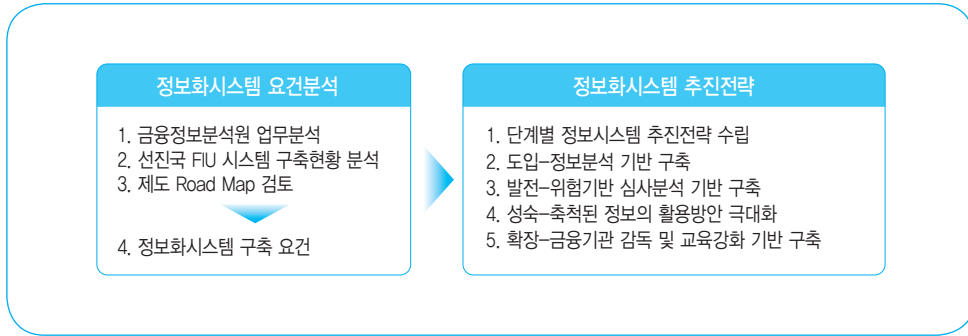 정보화시스템 요건분석
1. 금융정보분석원 업무분석
2. 선진국 FIU 시스템 구축현황 분석
3. 제도 Road Map 검토
4. 정보화시스템 구축 요건
정보화시스템 추진전략
1. 단계별 정보시스템 추진전략 수립
2. 도입-정보분석 기반 구축
3. 발전-위험기반 심사분석 기반 구축
4. 성숙-축척된 정보의 활용방안 극대화
5. 확장-금융기관 감독 및 교육강화 기반 구축